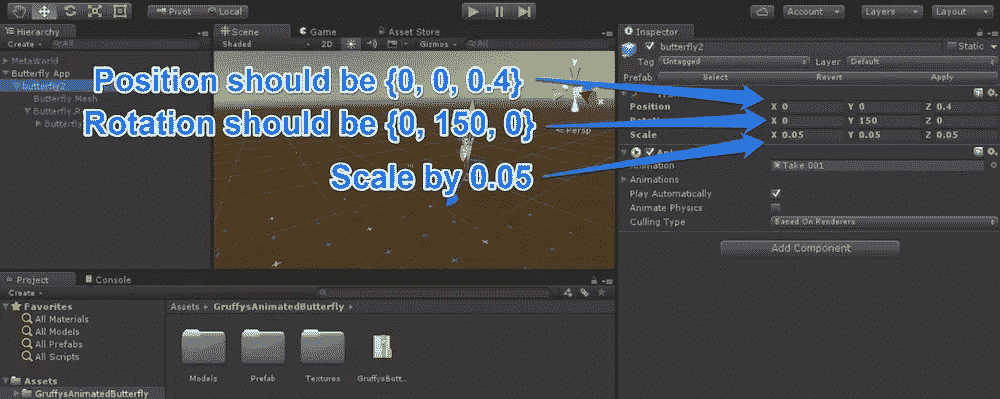 Pivot Local Account Layers Layout
Hierarchy
Create All
MetaWorld
Butterfly App
Butterfly.Mesh
Butterfly.R
Butterfly
Scene Game Asset Store
Shaded 2D Gizmos All
y
Persp
Position should be {0, 0, 0.4}
Rotation should be {0, 150, 0}
Scale by 0.05
Inspector
butterfly2 Static
Tag Untagged Layer Default
Prefab Select Revert Apply
Position X 0 Y 0 Z 0.4
X 0 Y 150 Z 0
Scale X 0.05 Y 0.05 Z 0.05
Animation Take 001
Animations
Play Automatically
Animate Physics
Culling Type Based On Renderers
Add Component
Project Console
Create
Favorites
All Materials
All Models
All Prefabs
All Scripts
Assets
GruffysAnimatedButterfly
Assets GruffysAnimatedButterfly
Models Prefab Textures GruffysButt...